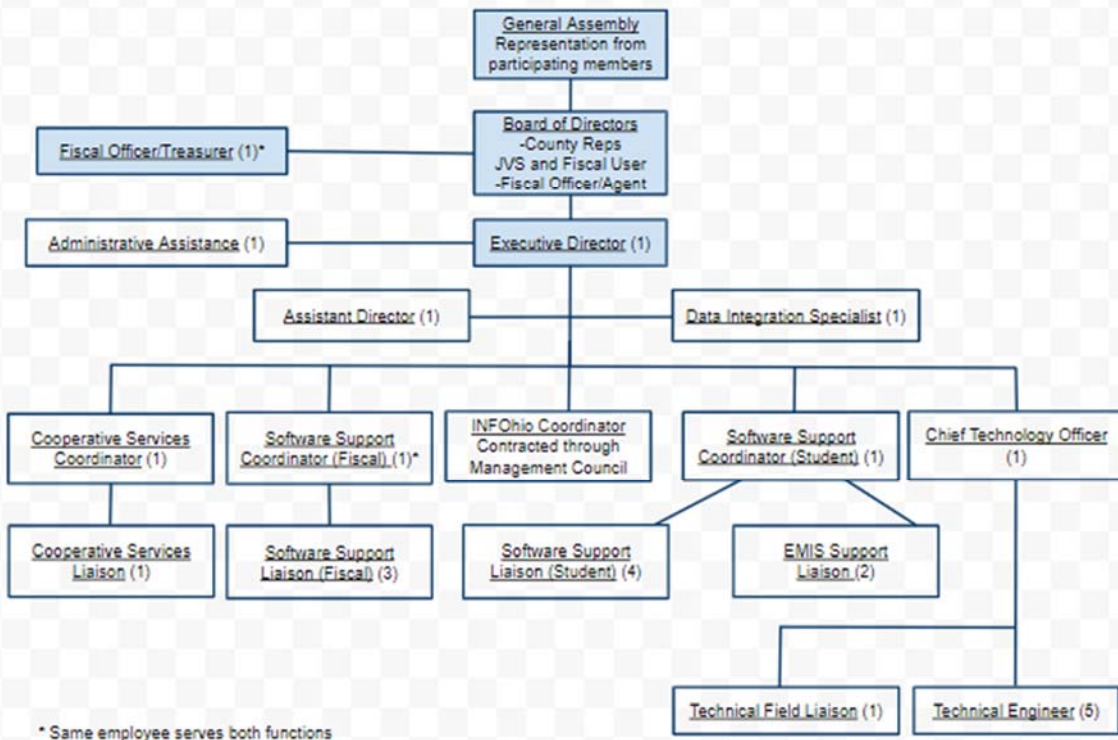 General Assembly
Representation from
participating members
Board of Directors
-County Reps
JVS and Fiscal User
-Fiscal Officer/Agent
Fiscal Officer/Treasurer (1)*
Administrative Assistance (1)
Executive Director (1)
Assistant Director (1)
Data Integration Specialist (1)
Cooperative Services
Coordinator (1)
Software Support
Coordinator (Fiscal) (1)*
INFOhio Coordinator
Contracted through
Management Council
Software Support
Coordinator (Student) (1)
Chief Technology Officer
(1)
Cooperative Services
Liaison (1)
Software Support
Liaison (Fiscal) (3)
Software Support
Liaison (Student) (4)
EMIS Support
Liaison (2)
Technical Field Liaison (1)
Technical Engineer (5)
* Same employee serves both functions